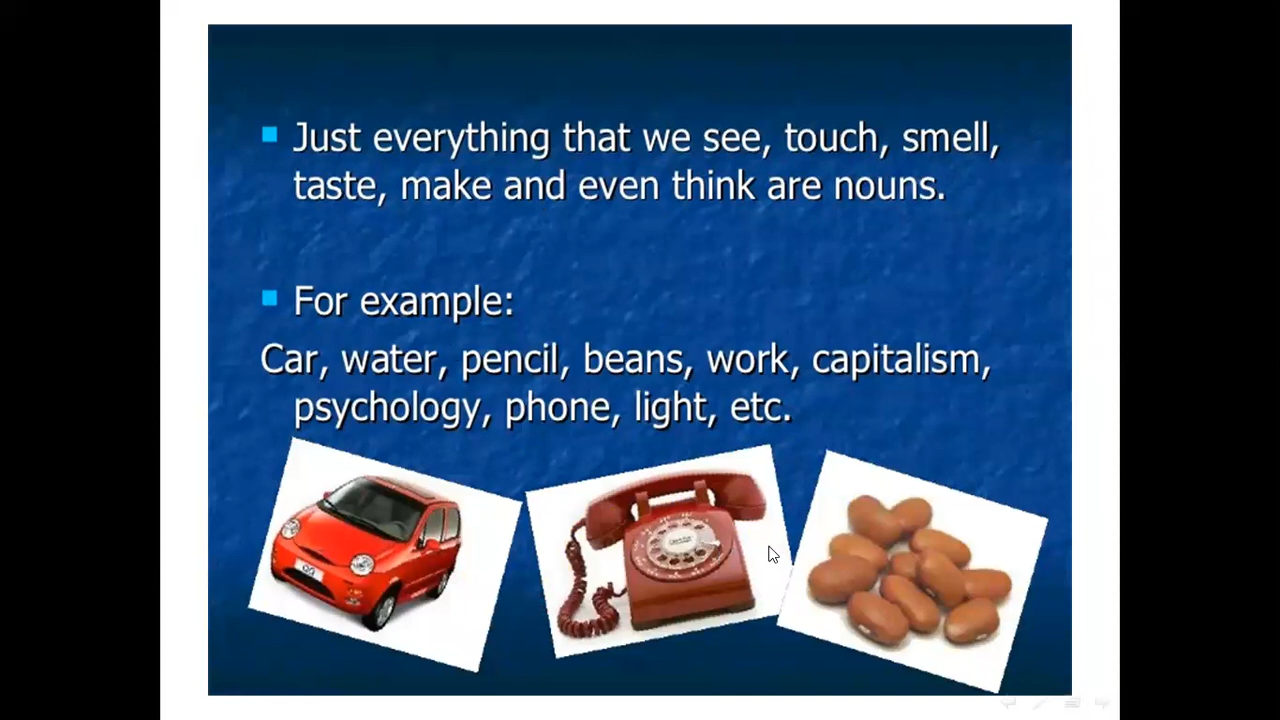 Just everything that we see, touch, smell,
taste, make and even think are nouns.
For example:
Car, water, pencil, beans, work, capitalism,
psychology, phone, light, etc.